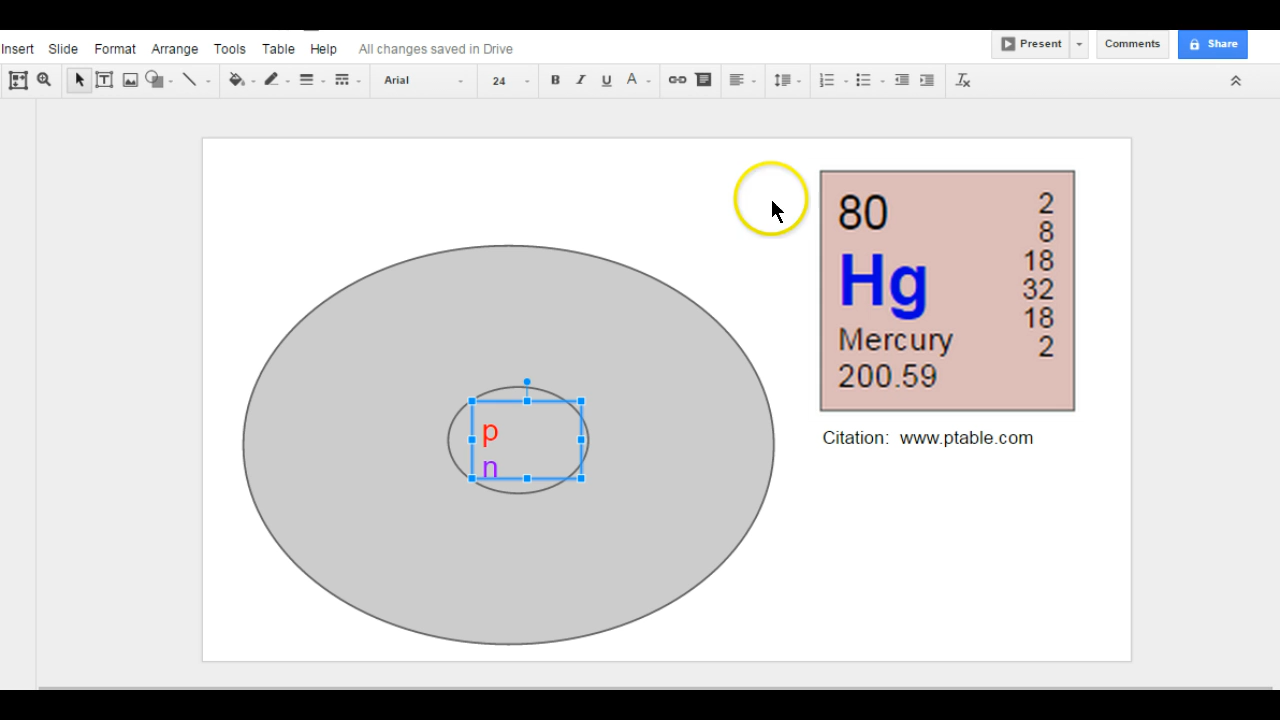 Insert Slide Format Arrange Tools Table Help All changes saved in Drive
Present Comments Share
Arial 24 B I U A
80
Hg
Mercury
200.59
2
8
18
32
18
2
Citation: www.ptable.com
p
n